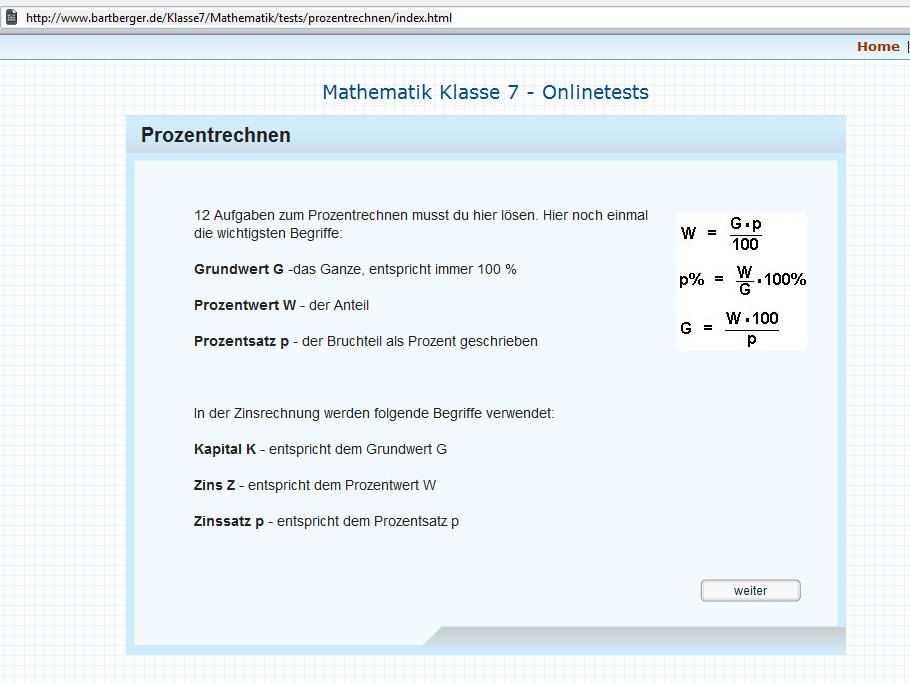 http://www.bartberger.de/Klasse7/Mathematik/tests/prozentrechnen/index.html
Home |
Mathematik Klasse 7 - Onlinetests
Prozentrechnen
12 Aufgaben zum Prozentrechnen musst du hier lösen. Hier noch einmal
die wichtigsten Begriffe:
Grundwert G -das Ganze, entspricht immer 100 %
Prozentwert W - der Anteil
Prozentsatz p - der Bruchteil als Prozent geschrieben
W = G·p / 100
p% = W / G ·100%
G = W·100 / p
In der Zinsrechnung werden folgende Begriffe verwendet:
Kapital K - entspricht dem Grundwert G
Zins Z - entspricht dem Prozentwert W
Zinssatz p - entspricht dem Prozentsatz p
weiter